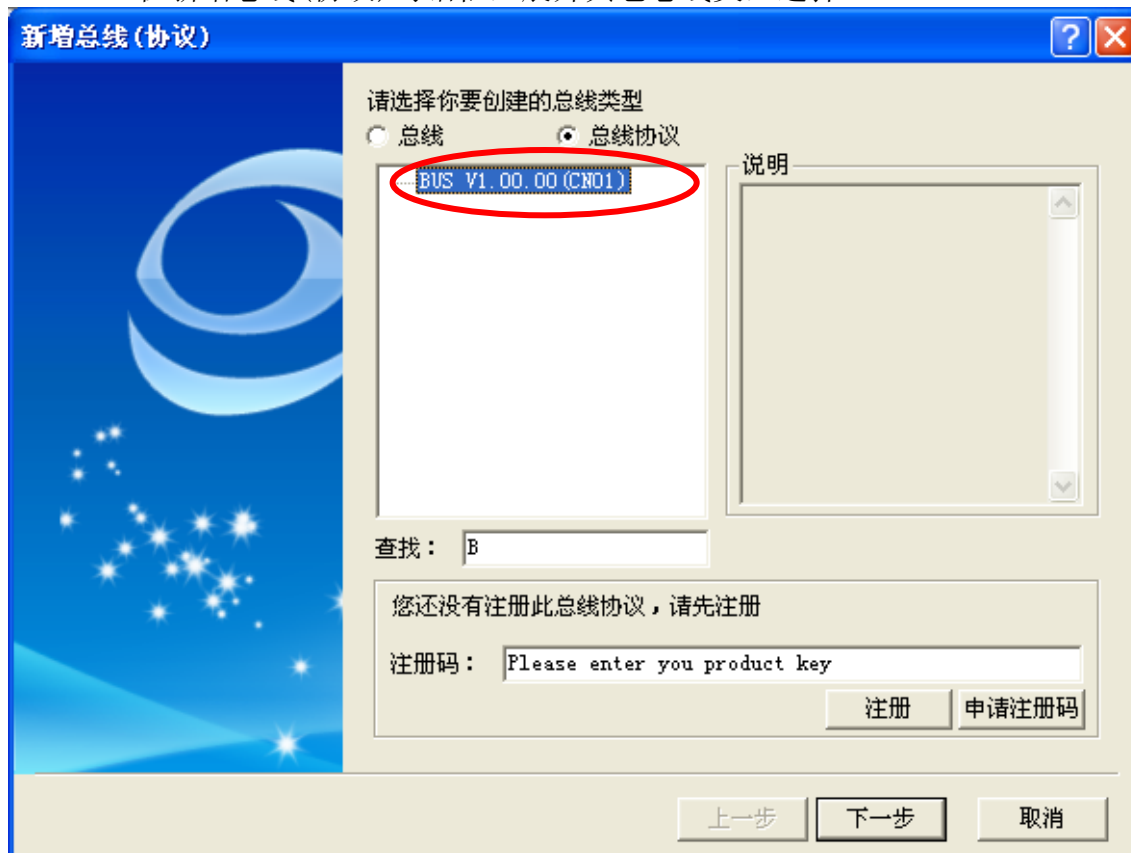 新增总线(协议)
请选择你要创建的总线类型
总线 总线协议
BUS V1.00.00(CN01)
说明
查找： B
您还没有注册此总线协议，请先注册
注册码： Please enter you product key
注册 申请注册码
上一步 下一步 取消